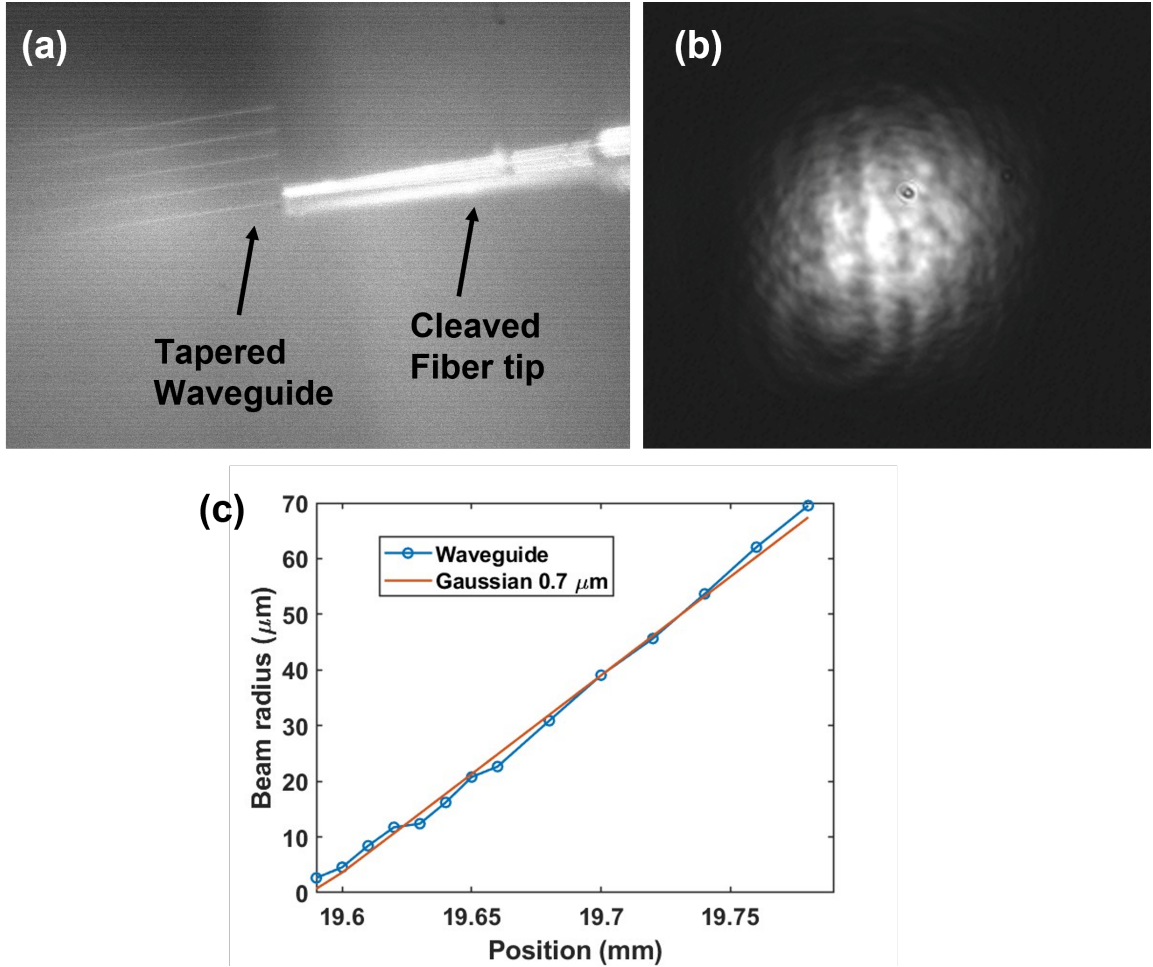 (a)
Tapered
Waveguide
Cleaved
Fiber tip
(b)
(c)
Beam radius (μm)
70
60
50
40
30
20
10
0
Waveguide
Gaussian 0.7 μm
19.6
19.65
19.7
19.75
Position (mm)